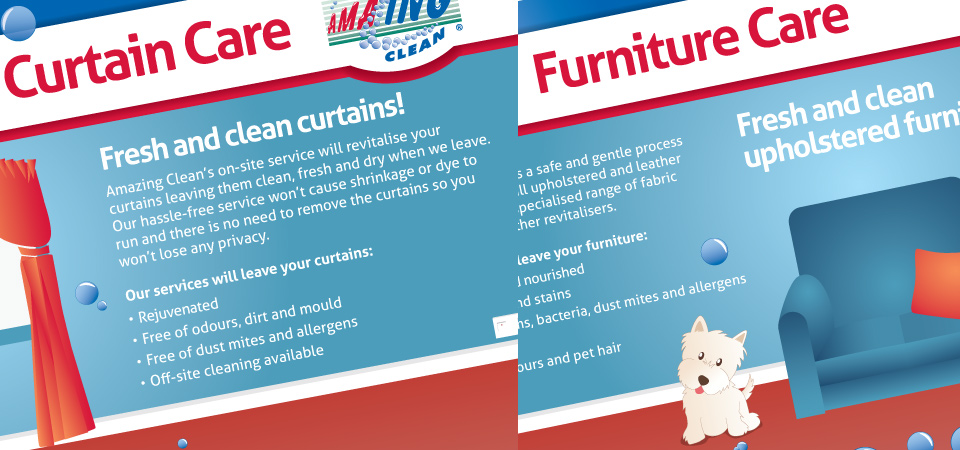 Curtain Care
AMAZING
CLEAN ®
Fresh and clean curtains!
Amazing Clean's on-site service will revitalise your
curtains leaving them clean, fresh and dry when we leave.
Our hassle-free service won't cause shrinkage or dye to
run and there is no need to remove the curtains so you
won't lose any privacy.
Our services will leave your curtains:
• Rejuvenated
• Free of odours, dirt and mould
• Free of dust mites and allergens
• Off-site cleaning available
Furniture Care
Fresh and clean
upholstered furni
s a safe and gentle process
ll upholstered and leather
pecialised range of fabric
her revitalisers.
leave your furniture:
d nourished
nd stains
ns, bacteria, dust mites and allergens
ours and pet hair